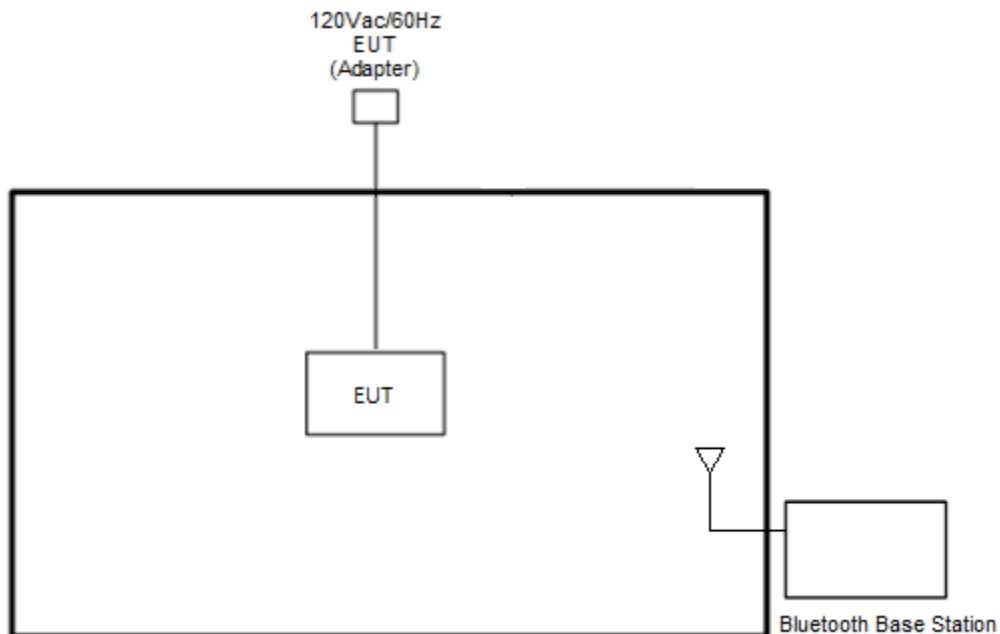 120Vac/60Hz
EUT
(Adapter)
EUT
Bluetooth Base Station